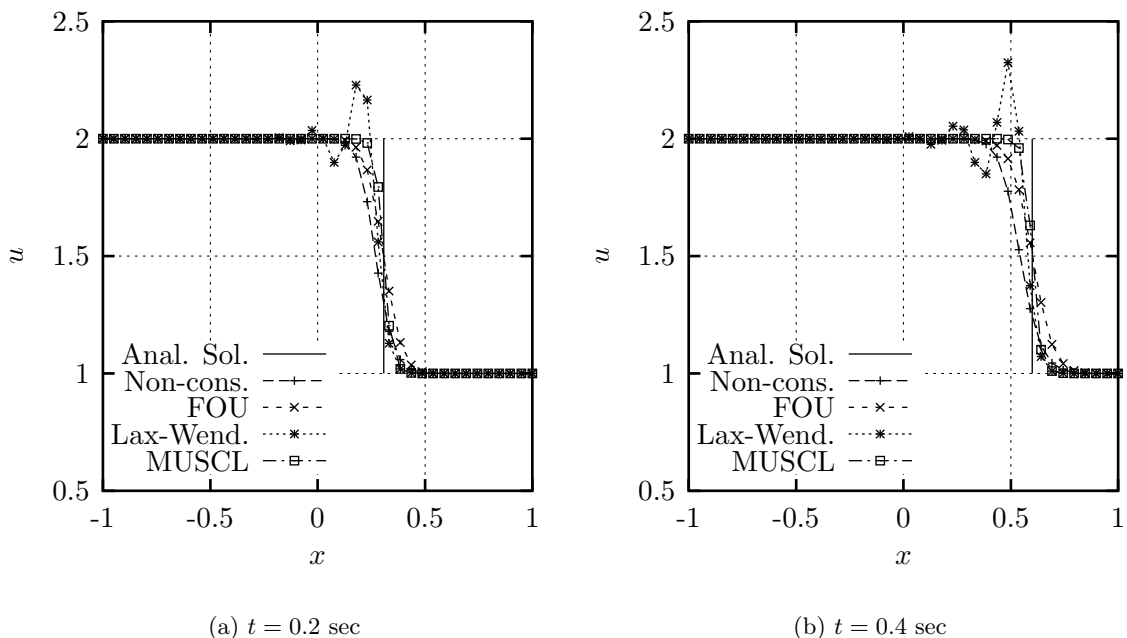 2.5
2
u 1.5
1
0.5
Anal. Sol.
Non-cons.
FOU
Lax-Wend.
MUSCL
-1 -0.5 0 0.5 1
x
(a) t = 0.2 sec
2.5
2
u 1.5
1
0.5
Anal. Sol.
Non-cons.
FOU
Lax-Wend.
MUSCL
-1 -0.5 0 0.5 1
x
(b) t = 0.4 sec